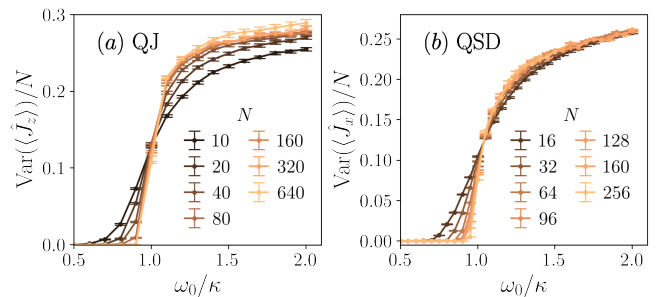 (a) QJ
Var(⟨Ĵz⟩)/N
0.3
0.2
0.1
0.0
N
10 160
20 320
40 640
80
0.5 1.0 1.5 2.0
ω₀/κ
(b) QSD
Var(⟨Ĵx⟩)/N
0.25
0.20
0.15
0.10
0.05
0.00
N
16 128
32 160
64 256
96
0.5 1.0 1.5 2.0
ω₀/κ